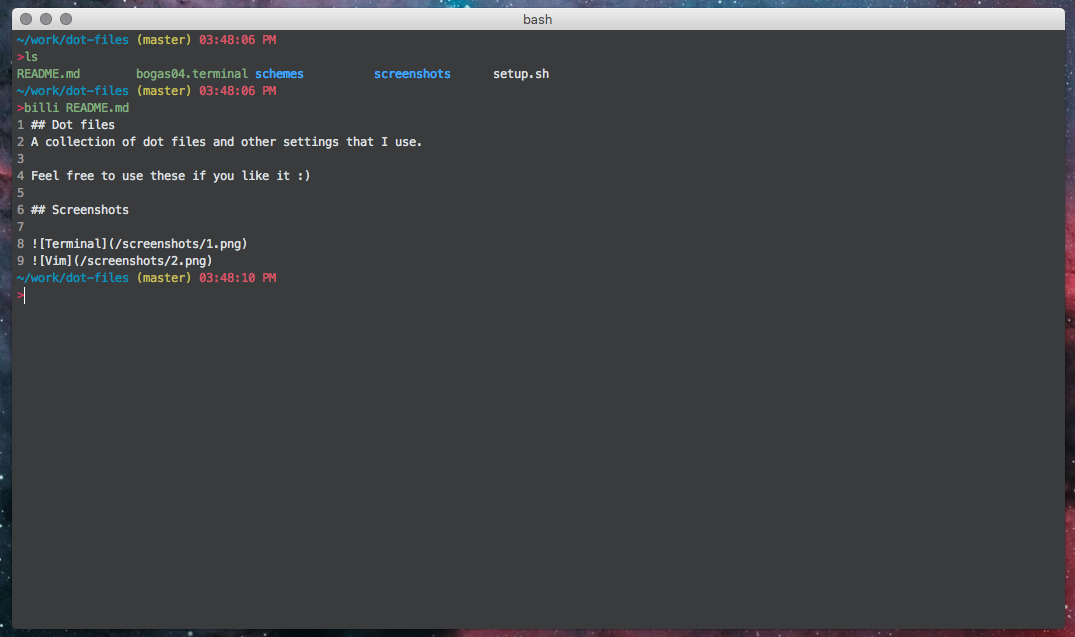 bash
~/work/dot-files (master) 03:48:06 PM
>ls
README.md bogas04.terminal schemes screenshots setup.sh
~/work/dot-files (master) 03:48:06 PM
>billi README.md
1 ## Dot files
2 A collection of dot files and other settings that I use.
3
4 Feel free to use these if you like it :)
5
6 ## Screenshots
7
8 ![Terminal](/screenshots/1.png)
9 ![Vim](/screenshots/2.png)
~/work/dot-files (master) 03:48:10 PM
>